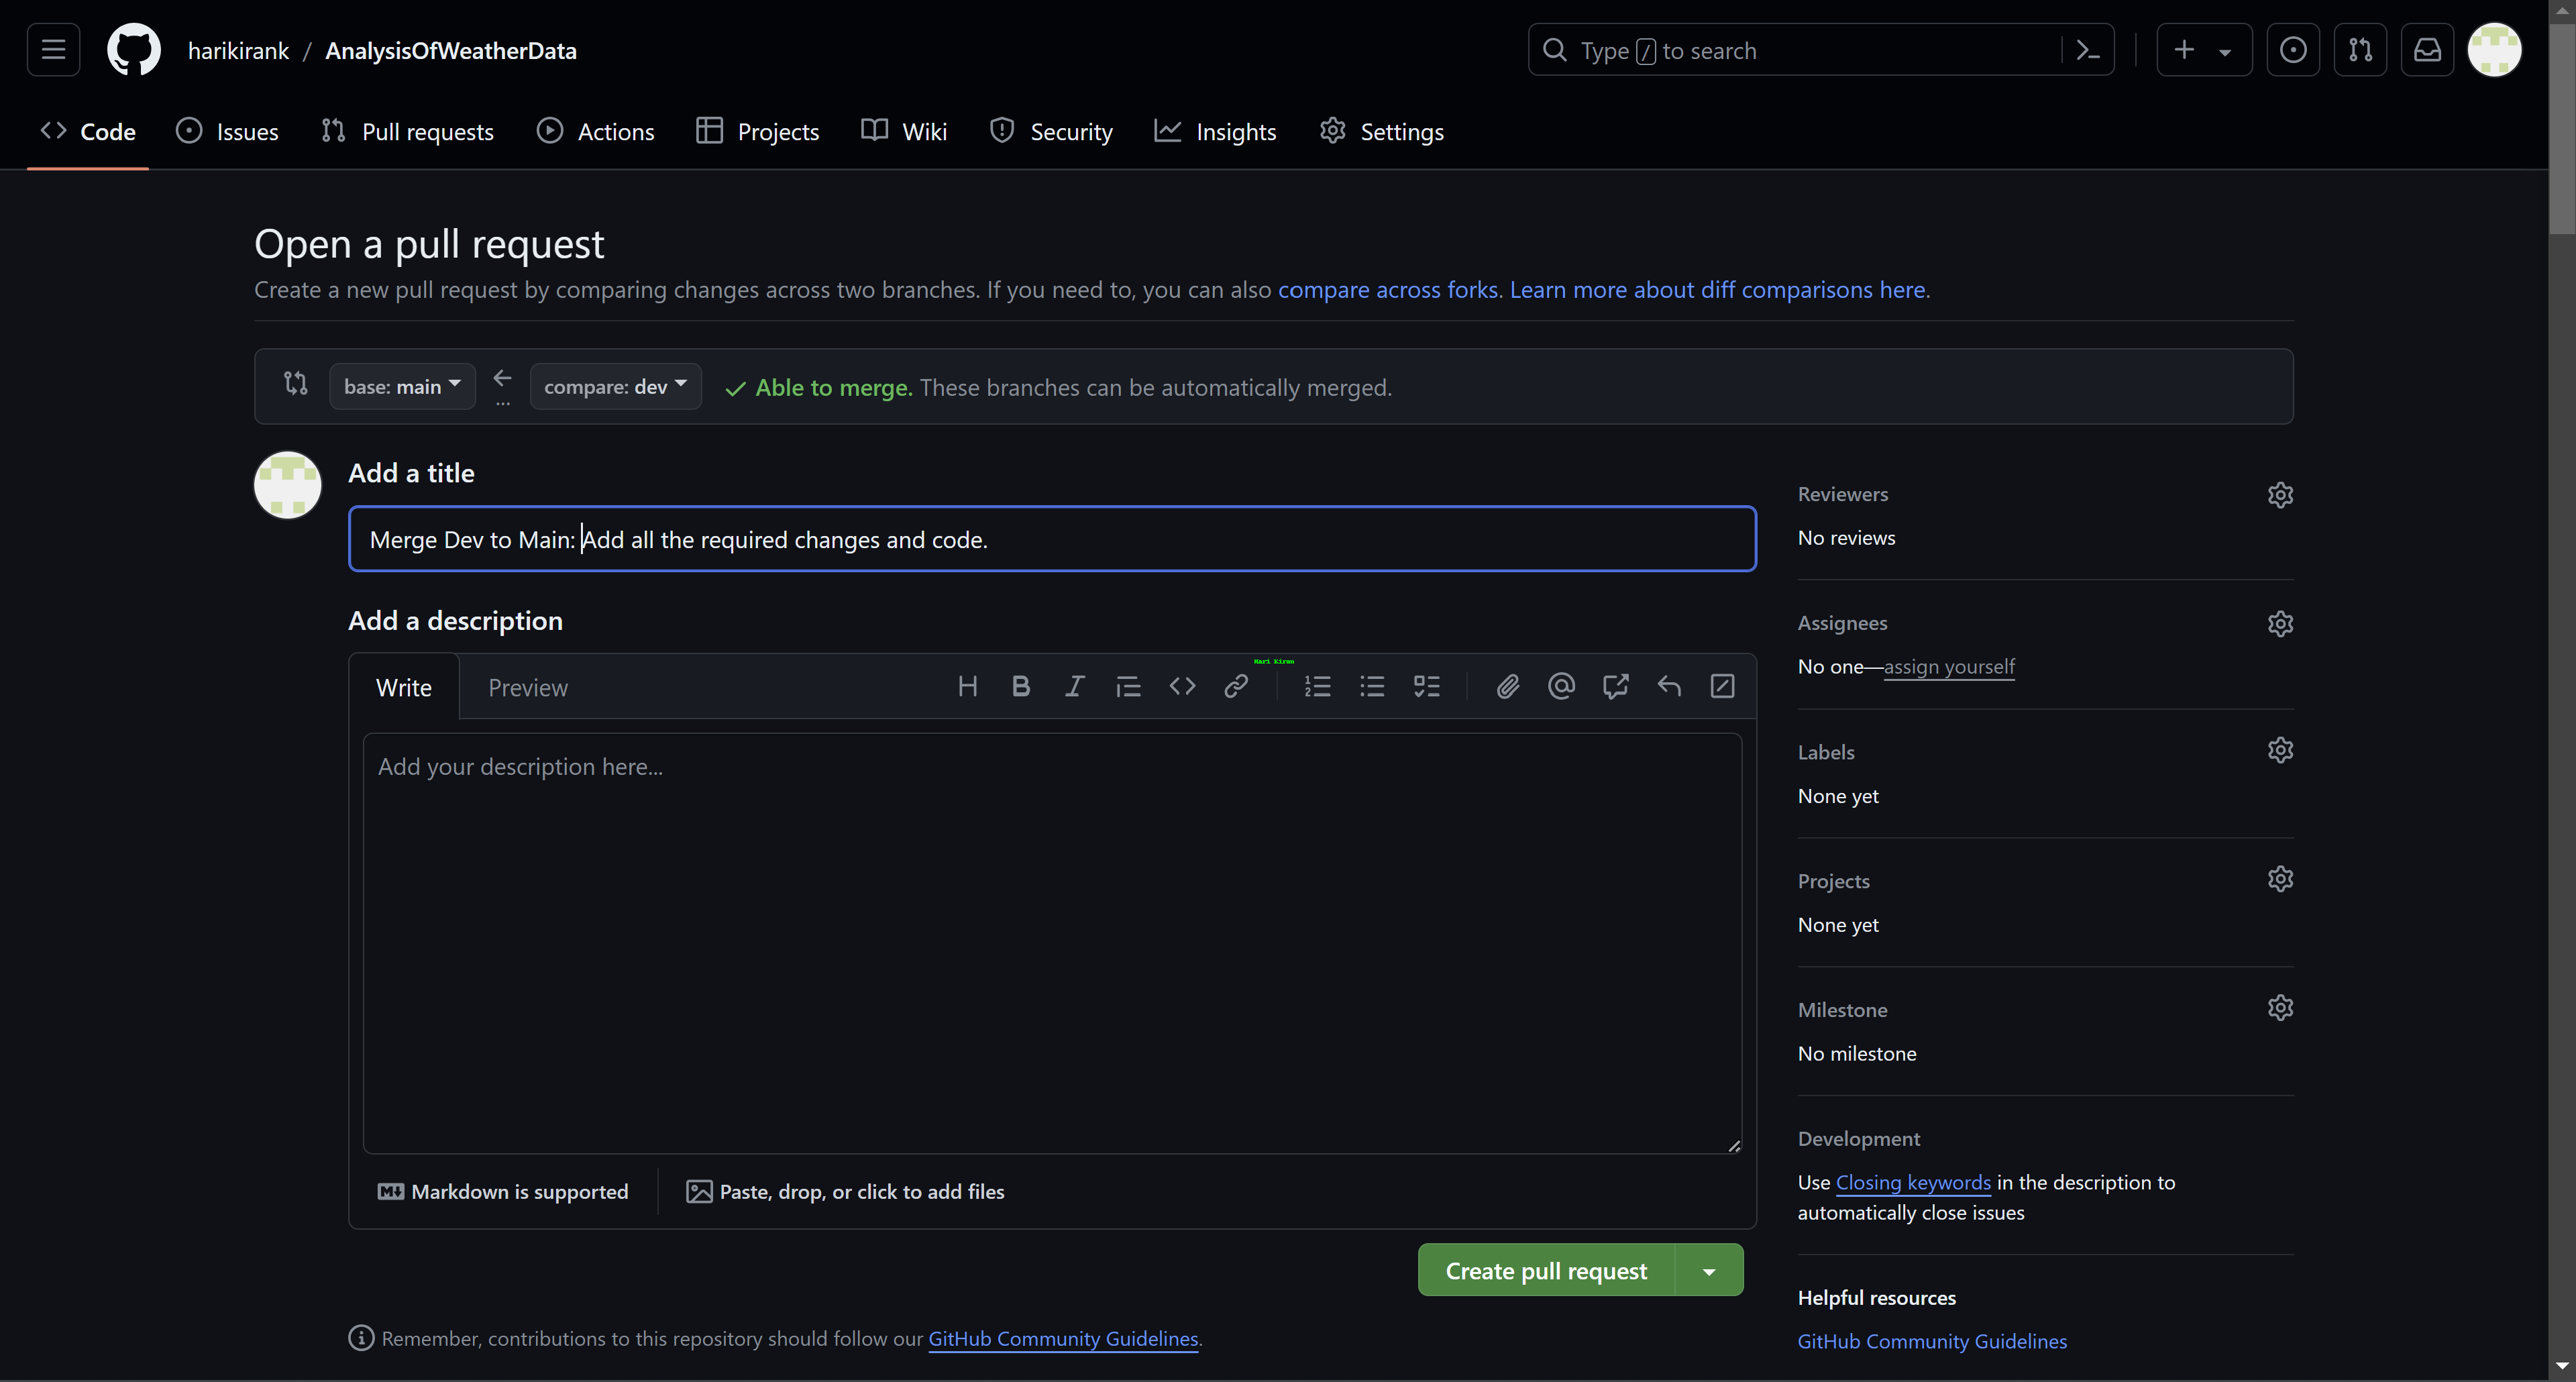 harikirank / AnalysisOfWeatherData
Type / to search
Code Issues Pull requests Actions Projects Wiki Security Insights Settings
Open a pull request
Create a new pull request by comparing changes across two branches. If you need to, you can also compare across forks. Learn more about diff comparisons here.
base: main ← ... compare: dev ✓ Able to merge. These branches can be automatically merged.
Add a title
Merge Dev to Main: Add all the required changes and code.
Add a description
Hari Kiran
Write Preview
Add your description here...
Markdown is supported Paste, drop, or click to add files
Create pull request
Remember, contributions to this repository should follow our GitHub Community Guidelines.
Reviewers
No reviews
Assignees
No one—assign yourself
Labels
None yet
Projects
None yet
Milestone
No milestone
Development
Use Closing keywords in the description to
automatically close issues
Helpful resources
GitHub Community Guidelines